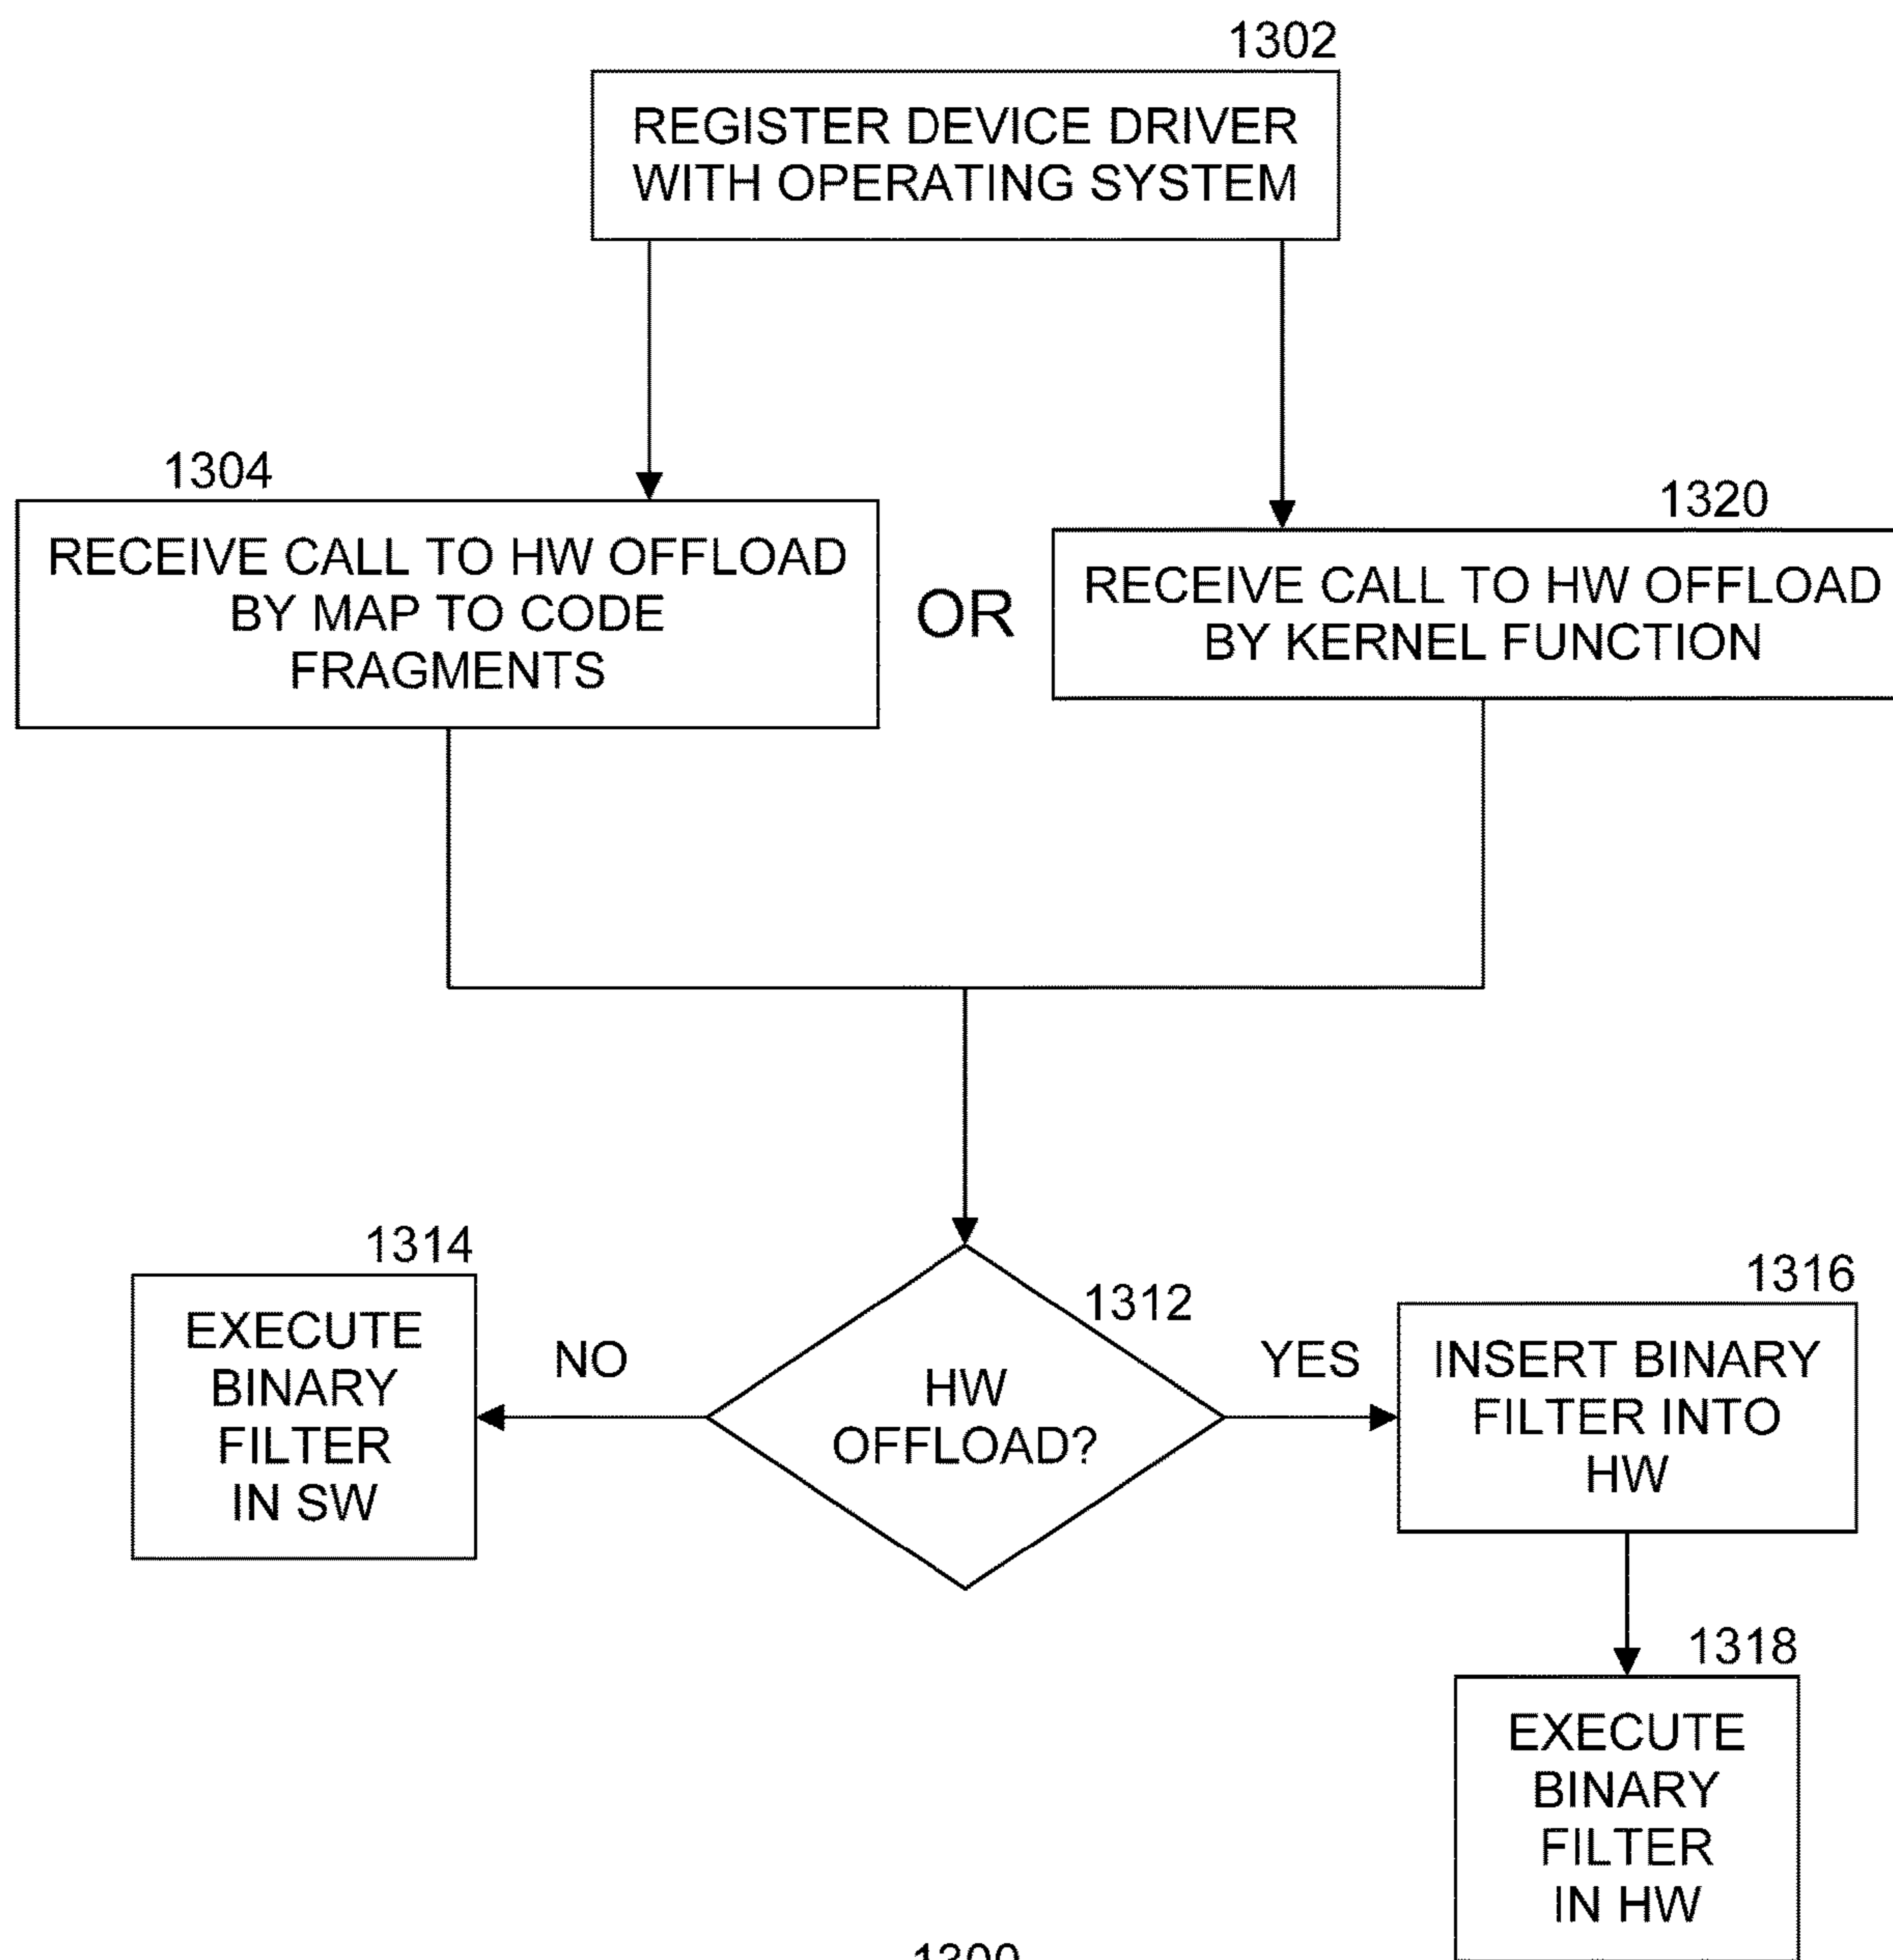 1302
REGISTER DEVICE DRIVER
WITH OPERATING SYSTEM
1304
RECEIVE CALL TO HW OFFLOAD
BY MAP TO CODE
FRAGMENTS
OR
1320
RECEIVE CALL TO HW OFFLOAD
BY KERNEL FUNCTION
1314
EXECUTE
BINARY
FILTER
IN SW
NO
1312
HW
OFFLOAD?
YES
1316
INSERT BINARY
FILTER INTO
HW
1318
EXECUTE
BINARY
FILTER
IN HW
1300